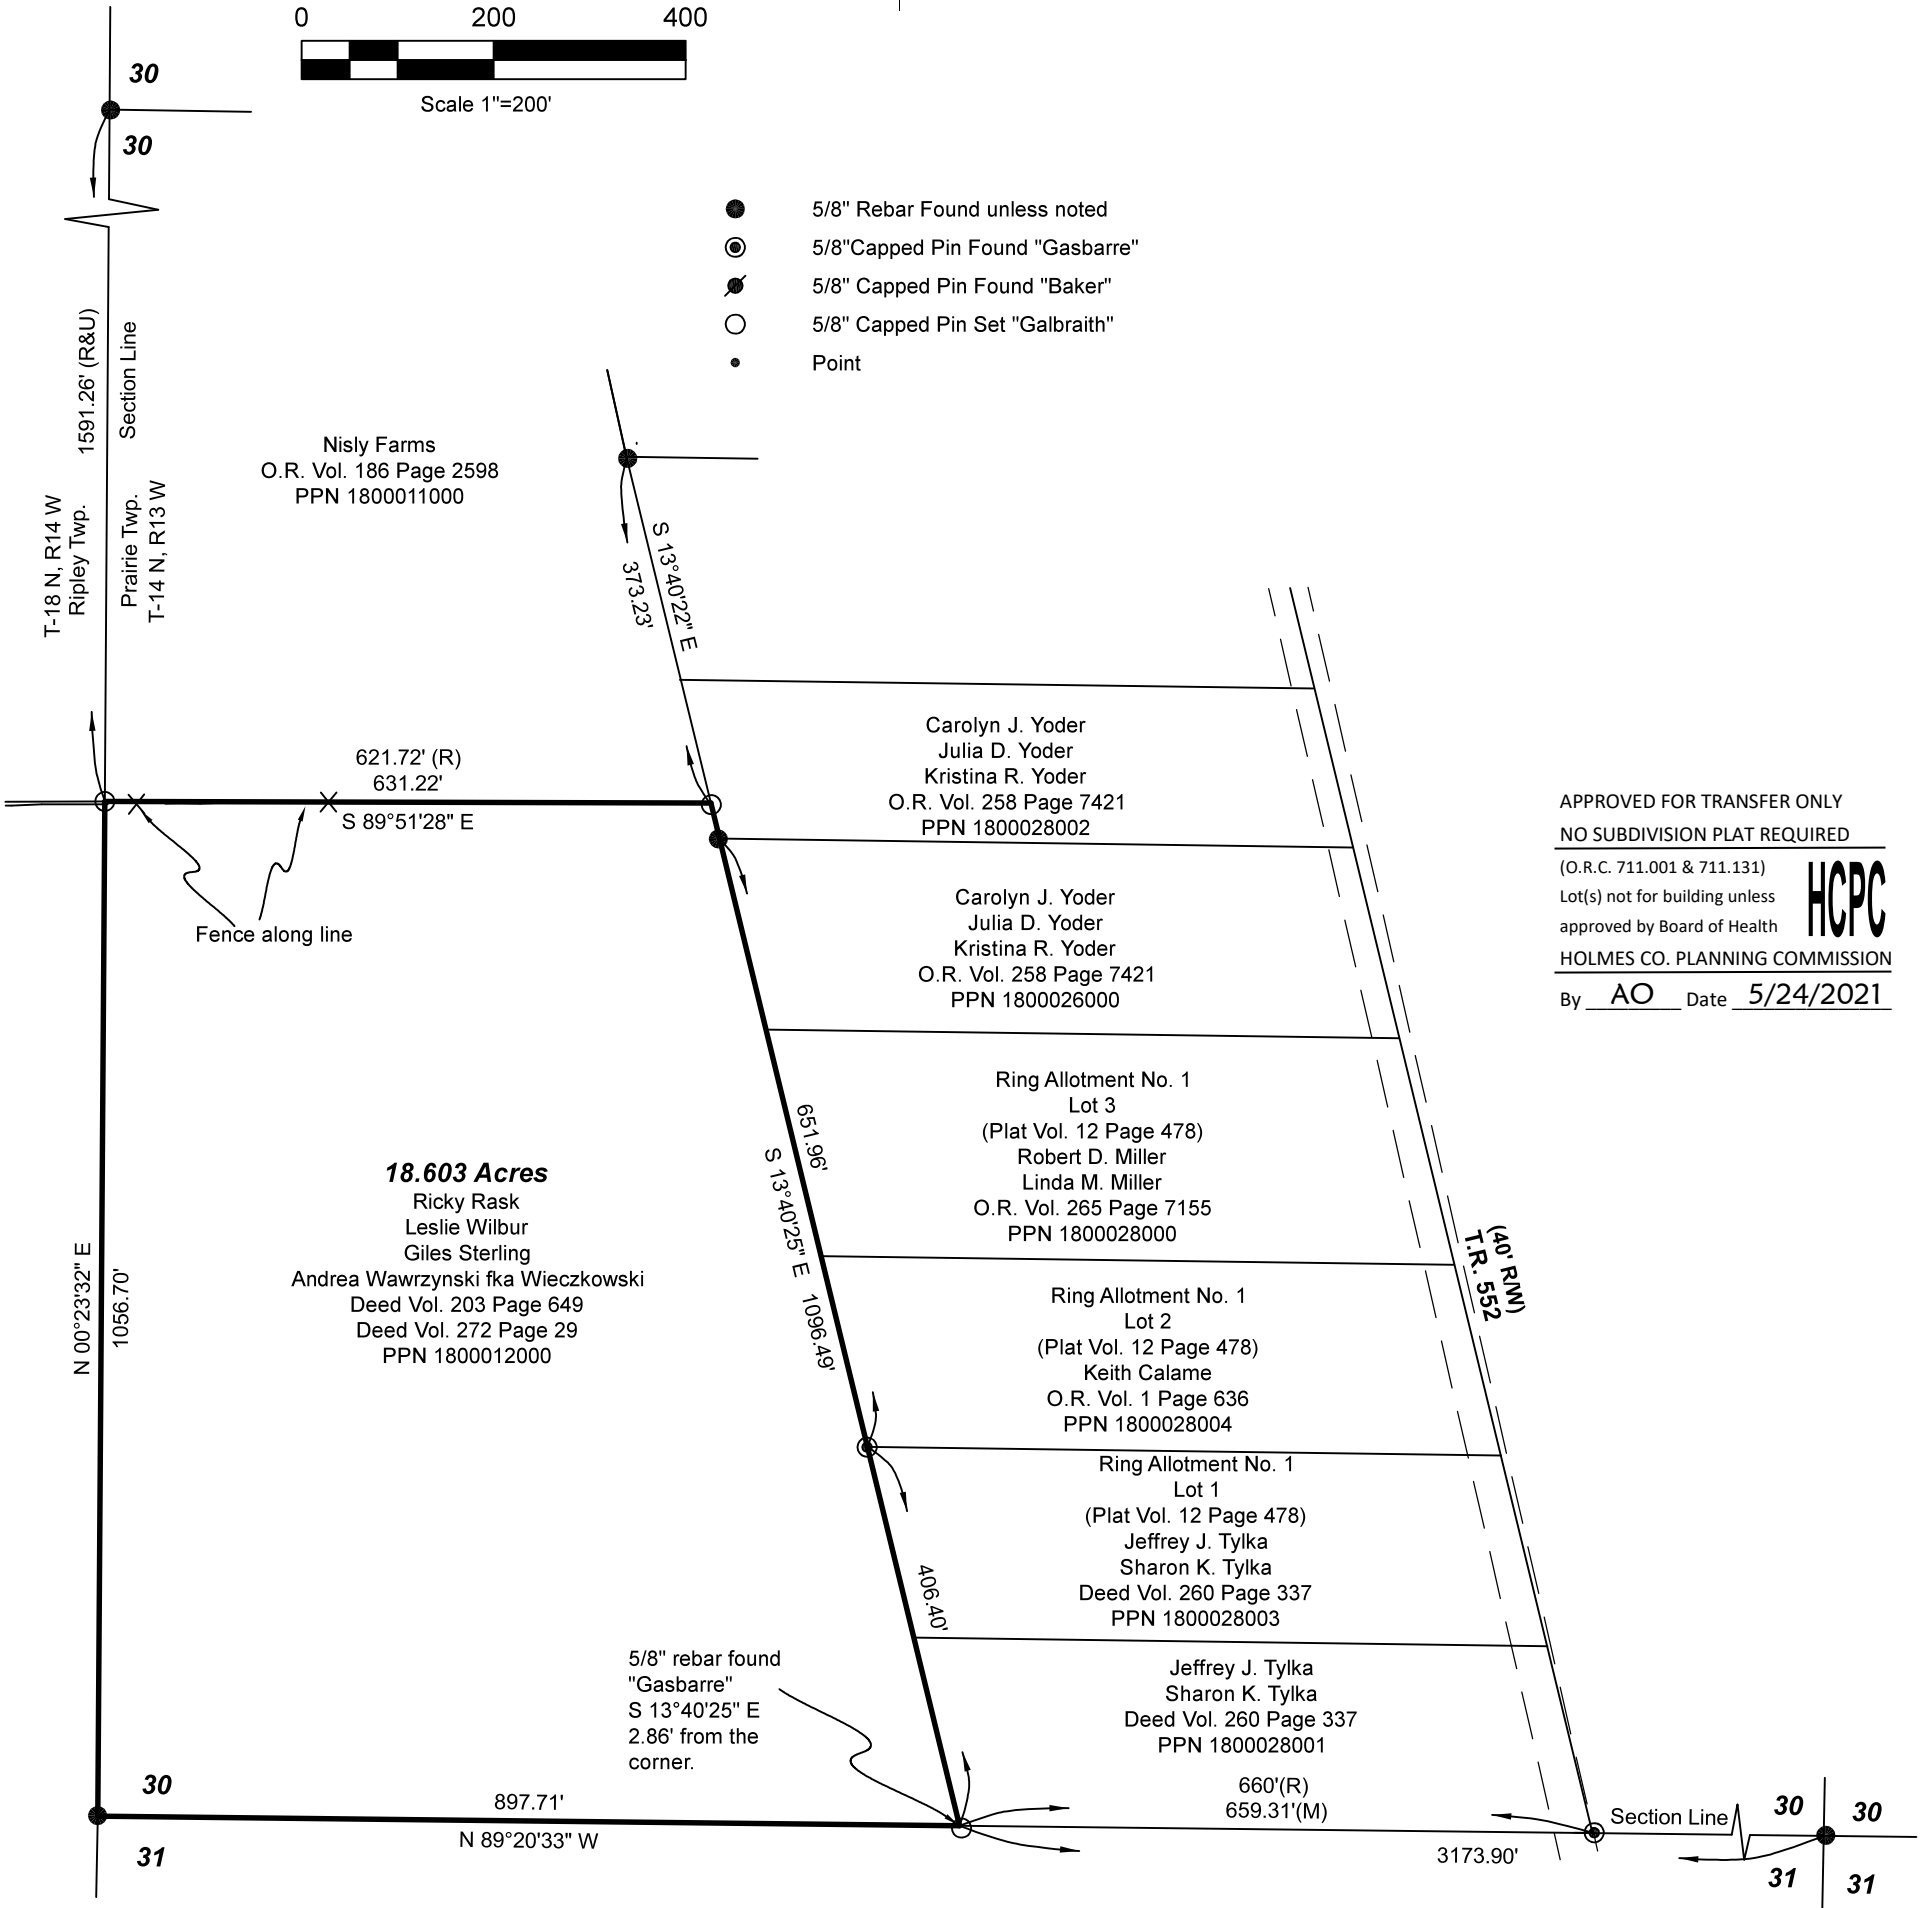 0 200 400
Scale 1"=200'
30
30
5/8" Rebar Found unless noted
5/8"Capped Pin Found "Gasbarre"
5/8" Capped Pin Found "Baker"
5/8" Capped Pin Set "Galbraith"
Point
1591.26' (R&U)
Section Line
T-18 N, R14 W
Ripley Twp.
Prairie Twp.
T-14 N, R13 W
Nisly Farms
O.R. Vol. 186 Page 2598
PPN 1800011000
S 13°40'22" E
373.23'
621.72' (R)
631.22'
S 89°51'28" E
Fence along line
Carolyn J. Yoder
Julia D. Yoder
Kristina R. Yoder
O.R. Vol. 258 Page 7421
PPN 1800028002
Carolyn J. Yoder
Julia D. Yoder
Kristina R. Yoder
O.R. Vol. 258 Page 7421
PPN 1800026000
APPROVED FOR TRANSFER ONLY
NO SUBDIVISION PLAT REQUIRED
(O.R.C. 711.001 & 711.131)
Lot(s) not for building unless
approved by Board of Health
HCPC
HOLMES CO. PLANNING COMMISSION
By AO Date 5/24/2021
Ring Allotment No. 1
Lot 3
(Plat Vol. 12 Page 478)
Robert D. Miller
Linda M. Miller
O.R. Vol. 265 Page 7155
PPN 1800028000
651.96'
S 13°40'25" E 1096.49'
18.603 Acres
Ricky Rask
Leslie Wilbur
Giles Sterling
Andrea Wawrzynski fka Wieczkowski
Deed Vol. 203 Page 649
Deed Vol. 272 Page 29
PPN 1800012000
N 00°23'32" E
1056.70'
(40' R/W)
T.R. 552
Ring Allotment No. 1
Lot 2
(Plat Vol. 12 Page 478)
Keith Calame
O.R. Vol. 1 Page 636
PPN 1800028004
Ring Allotment No. 1
Lot 1
(Plat Vol. 12 Page 478)
Jeffrey J. Tylka
Sharon K. Tylka
Deed Vol. 260 Page 337
PPN 1800028003
406.40'
5/8" rebar found
"Gasbarre"
S 13°40'25" E
2.86' from the
corner.
Jeffrey J. Tylka
Sharon K. Tylka
Deed Vol. 260 Page 337
PPN 1800028001
660'(R)
659.31'(M)
Section Line
3173.90'
30
31
897.71'
N 89°20'33" W
30
30
31
31